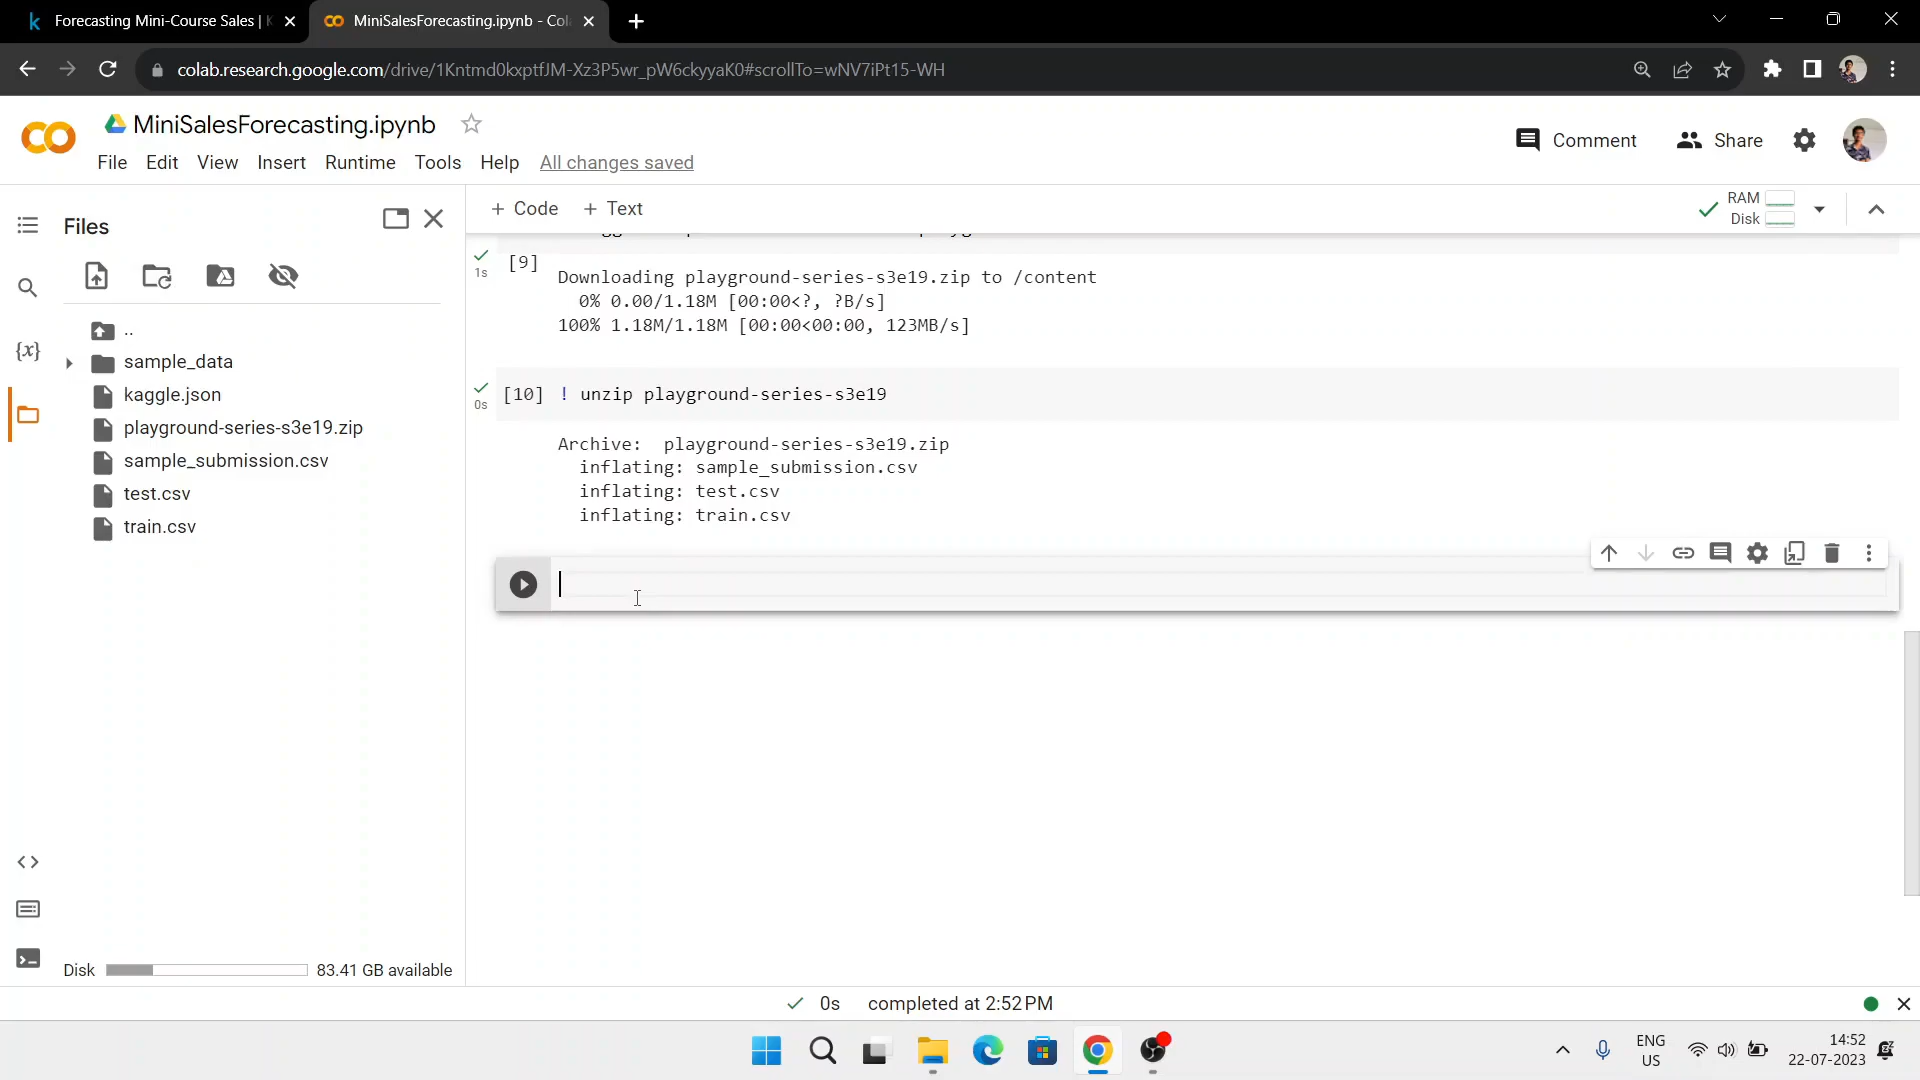 Forecasting Mini-Course Sales |
MiniSalesForecasting.ipynb - Col
colab.research.google.com/drive/1Kntmd0kxptfJM-Xz3P5wr_pW6ckyyaK0#scrollTo=wNV7iPt15-WH
MiniSalesForecasting.ipynb
File Edit View Insert Runtime Tools Help All changes saved
Comment
Share
Files
+ Code + Text
RAM
Disk
..
sample_data
kaggle.json
playground-series-s3e19.zip
sample_submission.csv
test.csv
train.csv
1s
[9]
Downloading playground-series-s3e19.zip to /content
0% 0.00/1.18M [00:00<?, ?B/s]
100% 1.18M/1.18M [00:00<00:00, 123MB/s]
0s
[10] ! unzip playground-series-s3e19
Archive: playground-series-s3e19.zip
inflating: sample_submission.csv
inflating: test.csv
inflating: train.csv
{x}
Disk
83.41 GB available
0s completed at 2:52 PM
ENG
US
14:52
22-07-2023